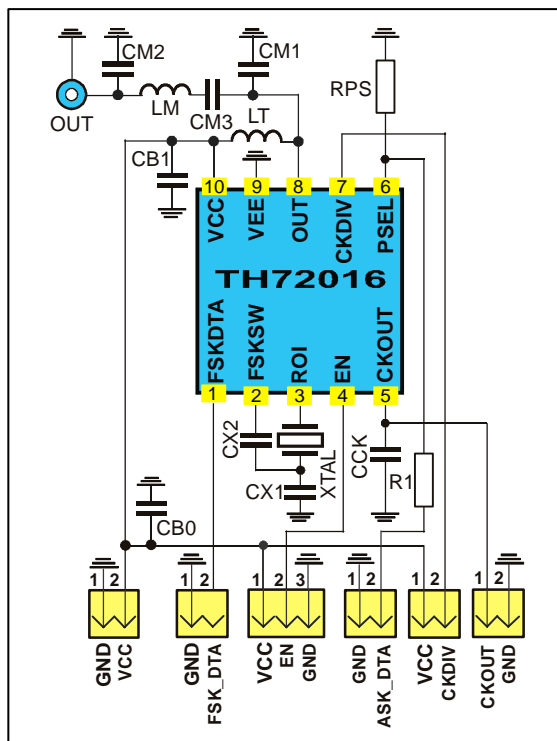 CM2
CM1
RPS
LM
LT
OUT
CM3
CB1
10 9 8 7 6
VCC VEE OUT CKDIV PSEL
TH72016
FSKDTA FSKSW ROI EN CKOUT
1 2 3 4 5
CX2
XTAL
CCK
CX1
R1
CB0
1 2 1 2 1 2 3 1 2 1 2 1 2
GND VCC GND FSK_DTA VCC EN GND GND ASK_DTA VCC CKDIV CKOUT GND